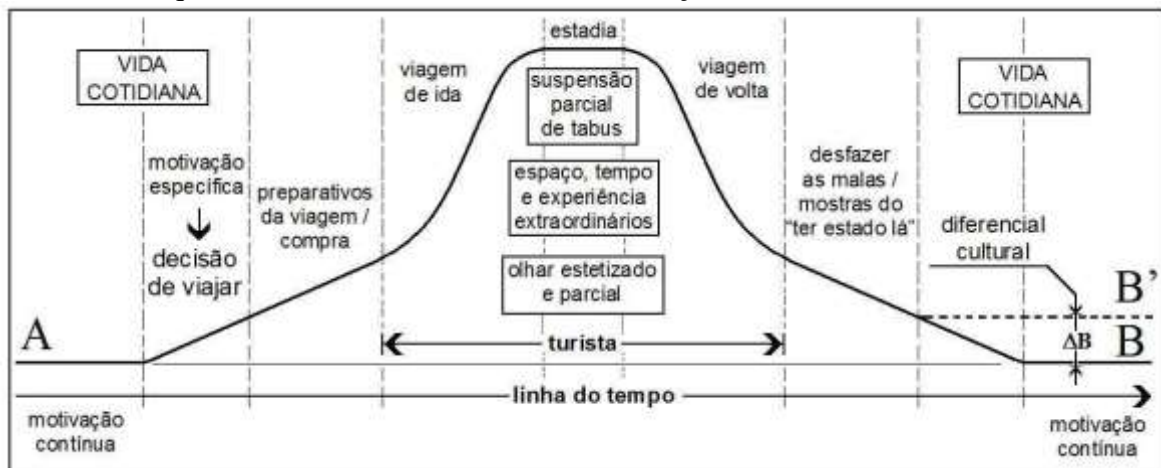 estadia
VIDA
COTIDIANA
viagem
de ida
suspensão
parcial
de tabus
viagem
de volta
VIDA
COTIDIANA
motivação
específica
decisão
de viajar
preparativos
da viagem /
compra
espaço, tempo
e experiência
extraordinários
olhar estetizado
e parcial
desfazer
as malas /
mostras do
"ter estado lá"
diferencial
cultural
A
turista
B'
ΔB
B
linha do tempo
motivação
contínua
motivação
contínua